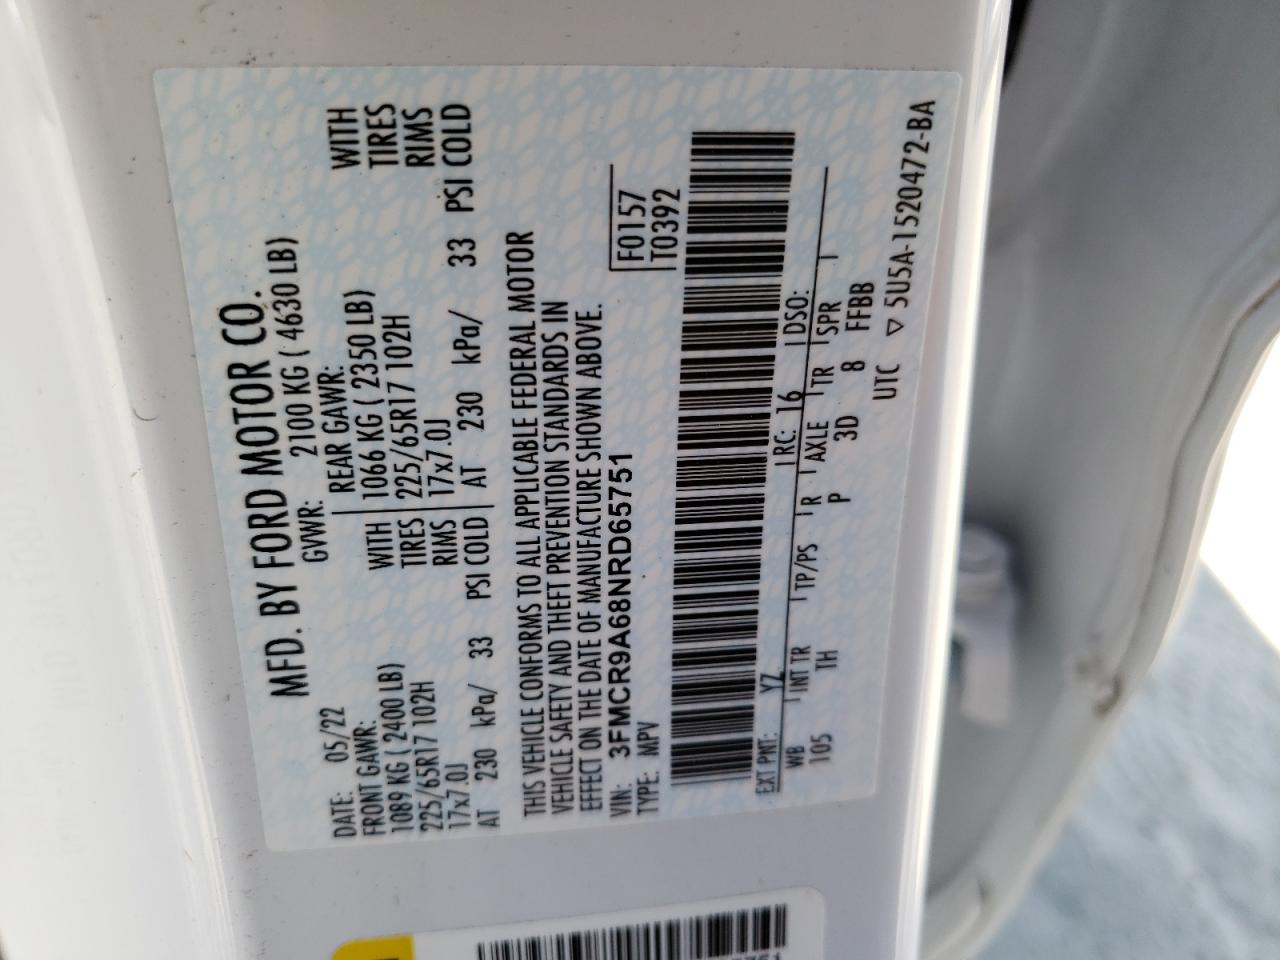 MFD. BY FORD MOTOR CO.
DATE: 05/22 GVWR: 2100 KG ( 4630 LB)
FRONT GAWR: REAR GAWR:
1089 KG ( 2400 LB) WITH 1066 KG ( 2350 LB) WITH
225/65R17 102H TIRES 225/65R17 102H TIRES
17x7.0J RIMS 17x7.0J RIMS
AT 230 kPa/ 33 PSI COLD AT 230 kPa/ 33 PSI COLD
THIS VEHICLE CONFORMS TO ALL APPLICABLE FEDERAL MOTOR
VEHICLE SAFETY AND THEFT PREVENTION STANDARDS IN
EFFECT ON THE DATE OF MANUFACTURE SHOWN ABOVE.
VIN: 3FMCR9A68NRD65751 F0157
TYPE: MPV T0392
EXT PNT: YZ RC: 16 DSO:
WB INT TR TP/PS R AXLE TR SPR
105 TH P 3D 8 FFBB
UTC ▽ 5U5A-1520472-BA